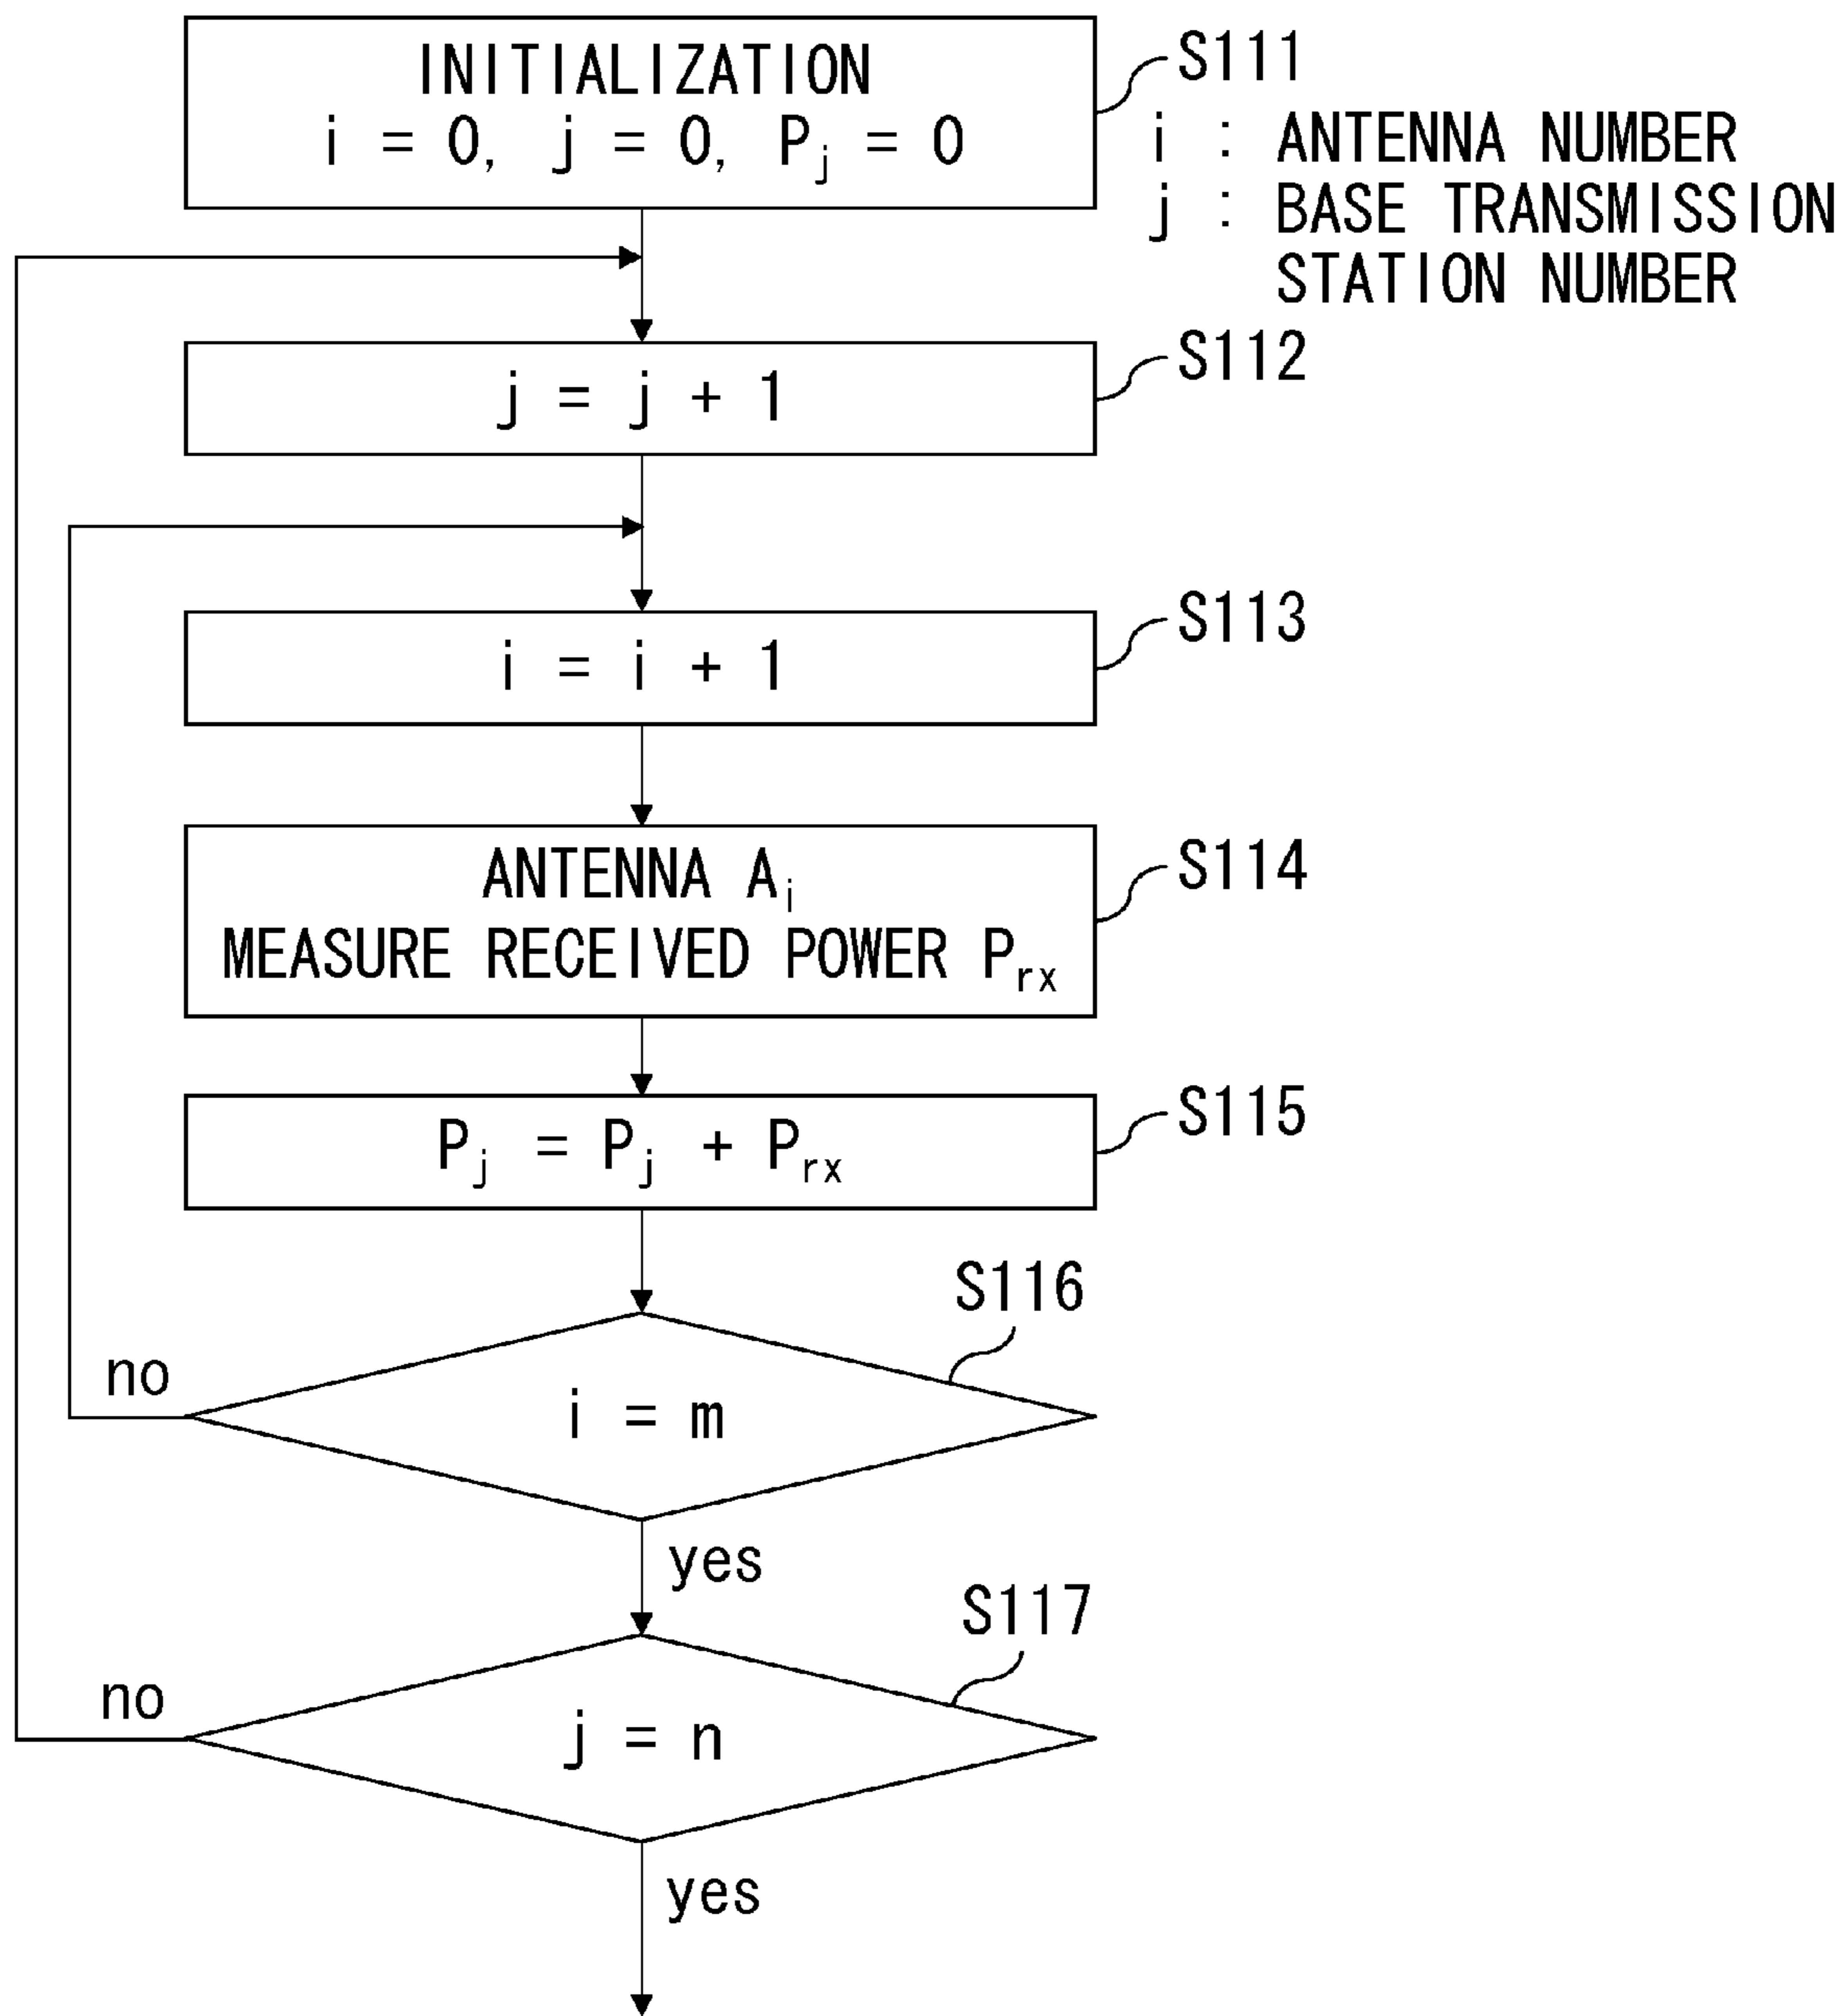 INITIALIZATION
i = 0, j = 0, Pj = 0
S111
i : ANTENNA NUMBER
j : BASE TRANSMISSION
STATION NUMBER
j = j + 1
S112
i = i + 1
S113
ANTENNA Ai
MEASURE RECEIVED POWER Prx
S114
Pj = Pj + Prx
S115
S116
no
i = m
yes
S117
no
j = n
yes